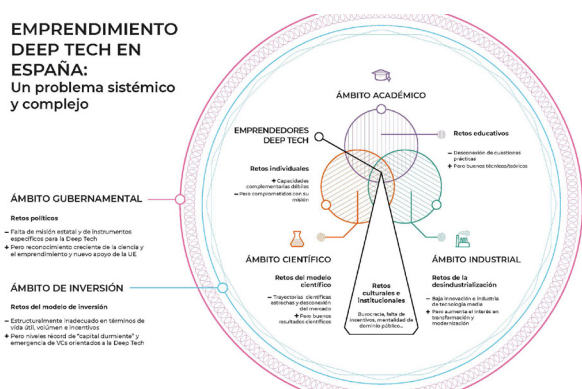 EMPRENDIMIENTO
DEEP TECH EN
ESPAÑA:
Un problema sistémico
y complejo
ÁMBITO ACADÉMICO
EMPRENDEDORES
DEEP TECH
Retos educativos
− Desconexión de cuestiones
prácticas
+ Pero buenos técnicos/teóricos
Retos individuales
+ Capacidades
complementarias débiles
− Pero comprometidos con su
misión
ÁMBITO GUBERNAMENTAL
Retos políticos
− Falta de misión estatal y de instrumentos
específicos para la Deep Tech
+ Pero reconocimiento creciente de la ciencia y
el emprendimiento y nuevo apoyo de la UE
ÁMBITO CIENTÍFICO
Retos del modelo
científico
− Trayectorias científicas
estrechas y desconexión
del mercado
+ Pero buenos
resultados científicos
Retos
culturales e
institucionales
Burocracia, falta de
incentivos, mentalidad de
dominio público...
ÁMBITO INDUSTRIAL
Retos de la
desindustrialización
− Baja innovación e industria
de tecnología media
+ Pero aumenta el interés en
transformación y
modernización
ÁMBITO DE INVERSIÓN
Retos del modelo de inversión
− Estructuralmente inadecuado en términos de
vida útil, volúmen e incentivos
+ Pero niveles récord de "capital durmiente" y
emergencia de VCs orientados a la Deep Tech